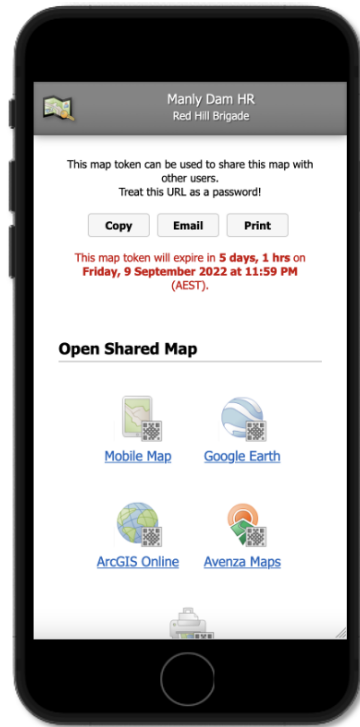 Manly Dam HR
Red Hill Brigade
This map token can be used to share this map with
other users.
Treat this URL as a password!
Copy Email Print
This map token will expire in 5 days, 1 hrs on
Friday, 9 September 2022 at 11:59 PM
(AEST).
Open Shared Map
Mobile Map Google Earth
ArcGIS Online Avenza Maps